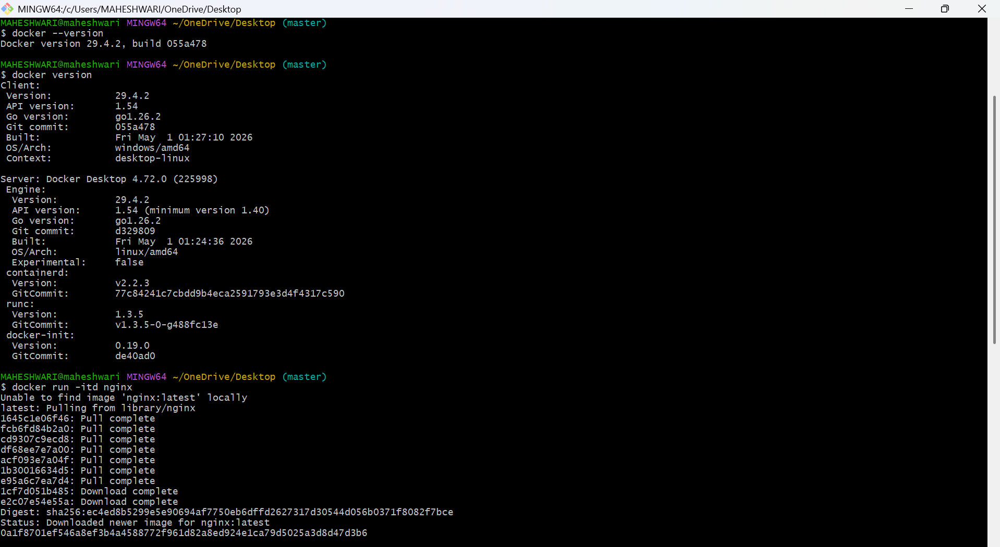 MINGW64:/c/Users/MAHESHWARI/OneDrive/Desktop
MAHESHWARI@maheshwari MINGW64 ~/OneDrive/Desktop (master)
$ docker --version
Docker version 29.4.2, build 055a478

MAHESHWARI@maheshwari MINGW64 ~/OneDrive/Desktop (master)
$ docker version
Client:
 Version:           29.4.2
 API version:       1.54
 Go version:        go1.26.2
 Git commit:        055a478
 Built:             Fri May  1 01:27:10 2026
 OS/Arch:           windows/amd64
 Context:           desktop-linux

Server: Docker Desktop 4.72.0 (225998)
 Engine:
  Version:          29.4.2
  API version:      1.54 (minimum version 1.40)
  Go version:       go1.26.2
  Git commit:       d329809
  Built:            Fri May  1 01:24:36 2026
  OS/Arch:          linux/amd64
  Experimental:     false
 containerd:
  Version:          v2.2.3
  GitCommit:        77c84241c7cbdd9b4eca2591793e3d4f4317c590
 runc:
  Version:          1.3.5
  GitCommit:        v1.3.5-0-g488fc13e
 docker-init:
  Version:          0.19.0
  GitCommit:        de40ad0

MAHESHWARI@maheshwari MINGW64 ~/OneDrive/Desktop (master)
$ docker run -itd nginx
Unable to find image 'nginx:latest' locally
latest: Pulling from library/nginx
1645c1e06f46: Pull complete
fcb6fd84b2a0: Pull complete
cd9307c9ecd8: Pull complete
df68ee7e7a00: Pull complete
acf093e7a04f: Pull complete
1b30016634d5: Pull complete
e95a6c7ea7d4: Pull complete
1cf7d051b485: Download complete
e2c07e54e55a: Download complete
Digest: sha256:ec4ed8b5299e5e90694af7750eb6dffd2627317d30544d056b0371f8082f7bce
Status: Downloaded newer image for nginx:latest
0a1f8701ef546a8ef3b4a4588772f961d82a8ed924e1ca79d5025a3d8d47d3b6